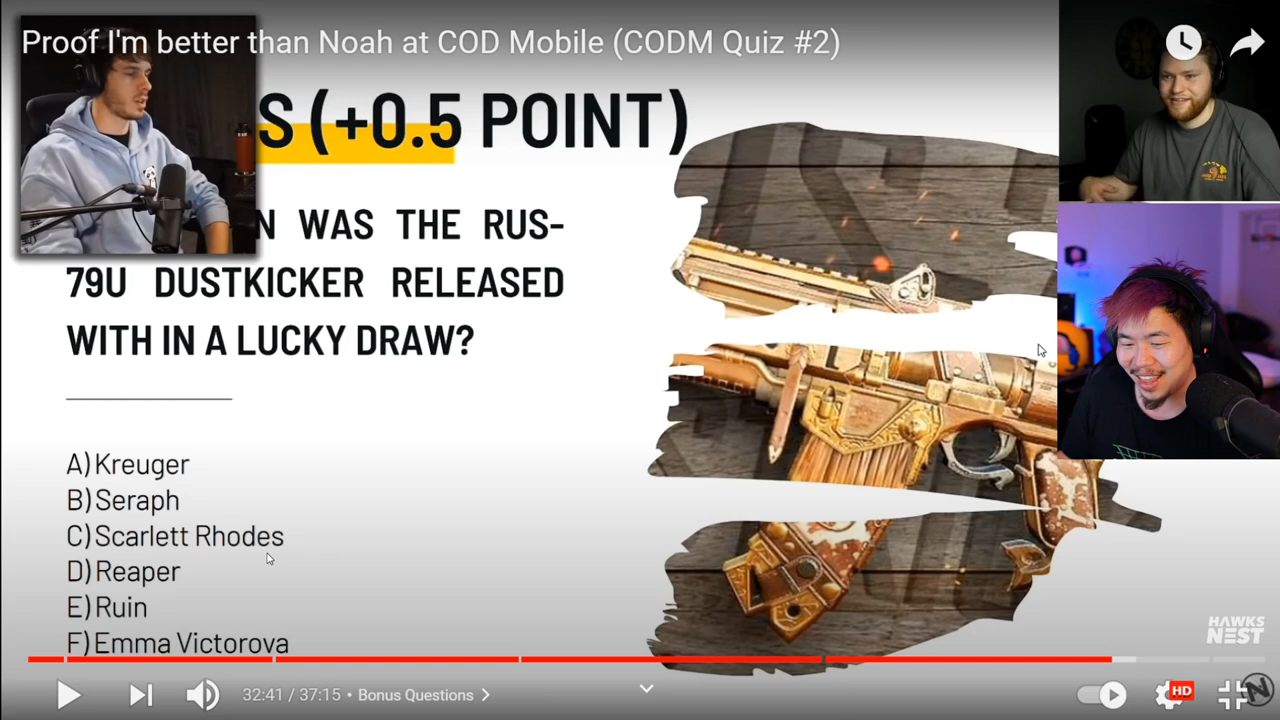 Proof I'm better than Noah at COD Mobile (CODM Quiz #2)
S (+0.5 POINT)
N WAS THE RUS-
79U DUSTKICKER RELEASED
WITH IN A LUCKY DRAW?
A) Kreuger
B) Seraph
C) Scarlett Rhodes
D) Reaper
E) Ruin
F) Emma Victorova
HAWKS
NEST
32:41 / 37:15 • Bonus Questions
HD
N